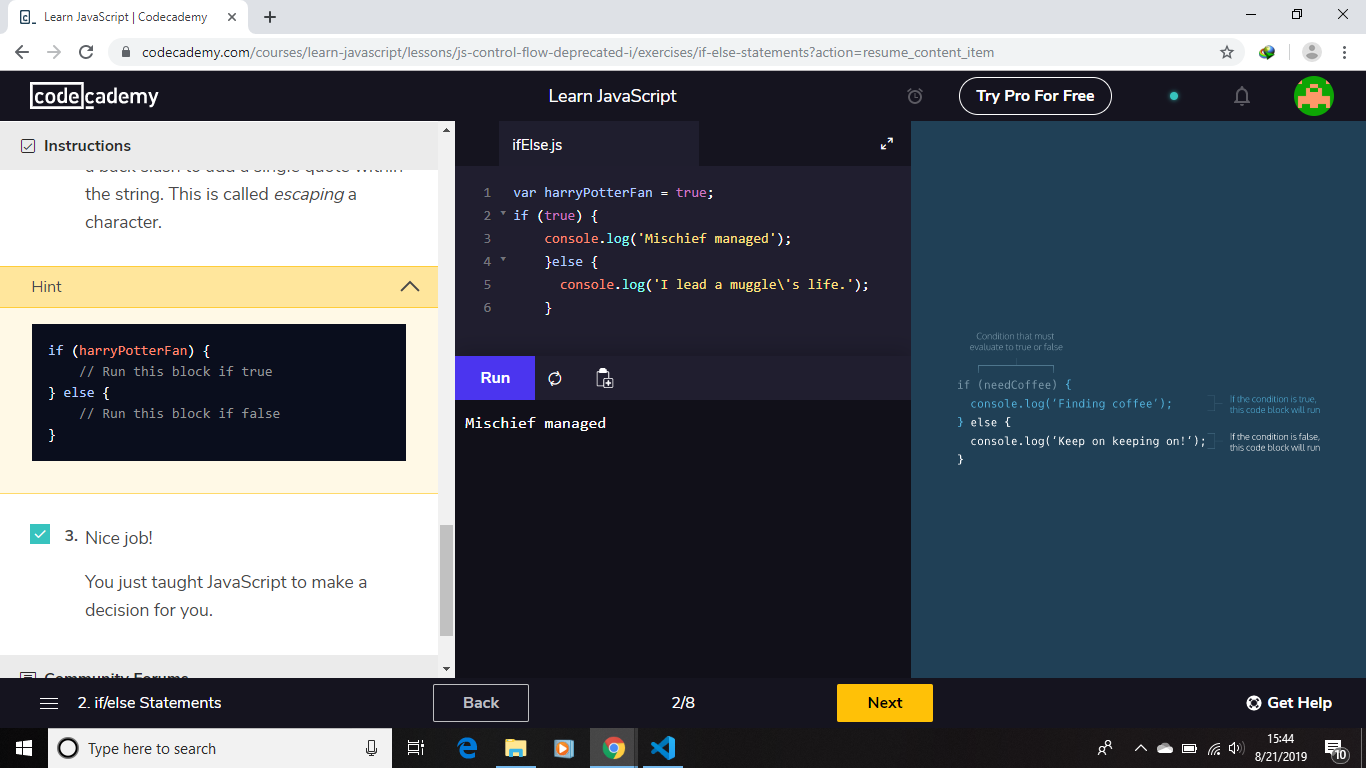 Learn JavaScript | Codecademy
codecademy.com/courses/learn-javascript/lessons/js-control-flow-deprecated-i/exercises/if-else-statements?action=resume_content_item
codecademy
Learn JavaScript
Try Pro For Free
Instructions
a back slash to add a single quote within
the string. This is called escaping a
character.
Hint
if (harryPotterFan) {
// Run this block if true
} else {
// Run this block if false
}
3. Nice job!
You just taught JavaScript to make a
decision for you.
Community Forums
ifElse.js
1 var harryPotterFan = true;
2 if (true) {
3 console.log('Mischief managed');
4 }else {
5 console.log('I lead a muggle\'s life.');
6 }
Run
Mischief managed
Condition that must
evaluate to true or false
if (needCoffee) {
console.log(‘Finding coffee’);
If the condition is true,
this code block will run
} else {
console.log(‘Keep on keeping on!’);
If the condition is false,
this code block will run
}
2. if/else Statements
Back
2/8
Next
Get Help
Type here to search
15:44
8/21/2019
10